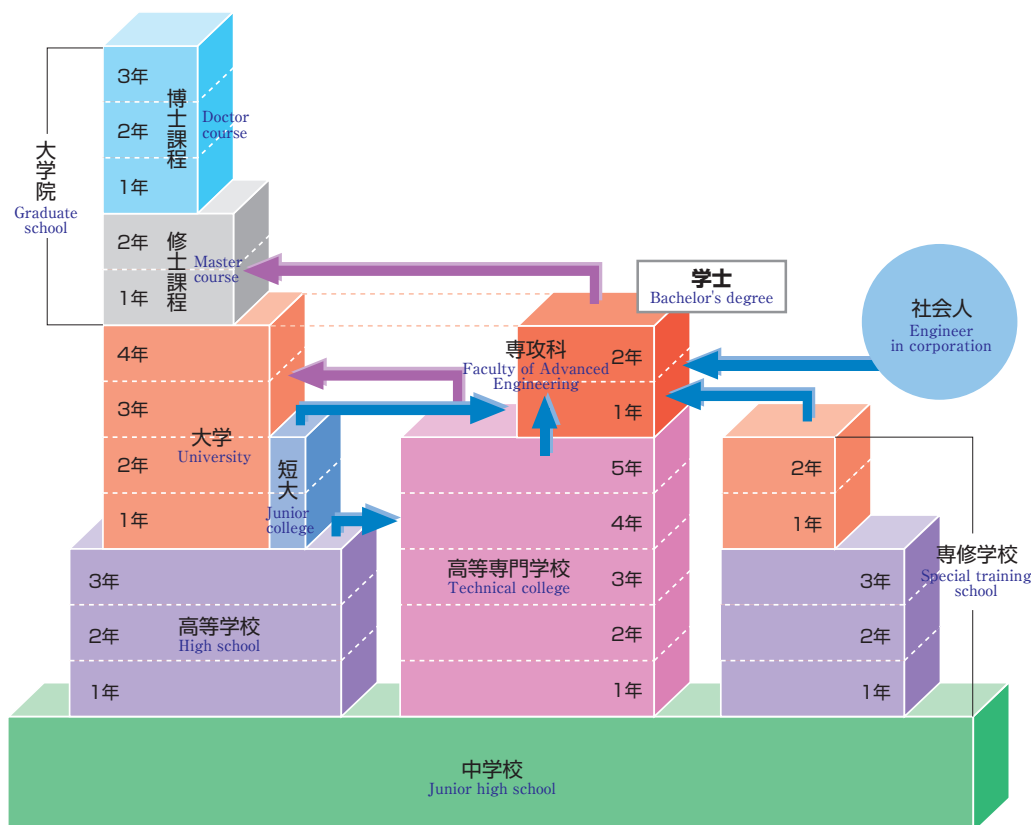 大学院
Graduate
school
3年
2年
1年
博士課程
Doctor
course
2年
1年
修士課程
Master
course
4年
3年
2年
1年
大学
University
短大
Junior
college
3年
2年
1年
高等学校
High school
学士
Bachelor's degree
専攻科
Faculty of Advanced
Engineering
2年
1年
5年
4年
3年
2年
1年
高等専門学校
Technical college
社会人
Engineer
in corporation
2年
1年
3年
2年
1年
専修学校
Special training
school
中学校
Junior high school